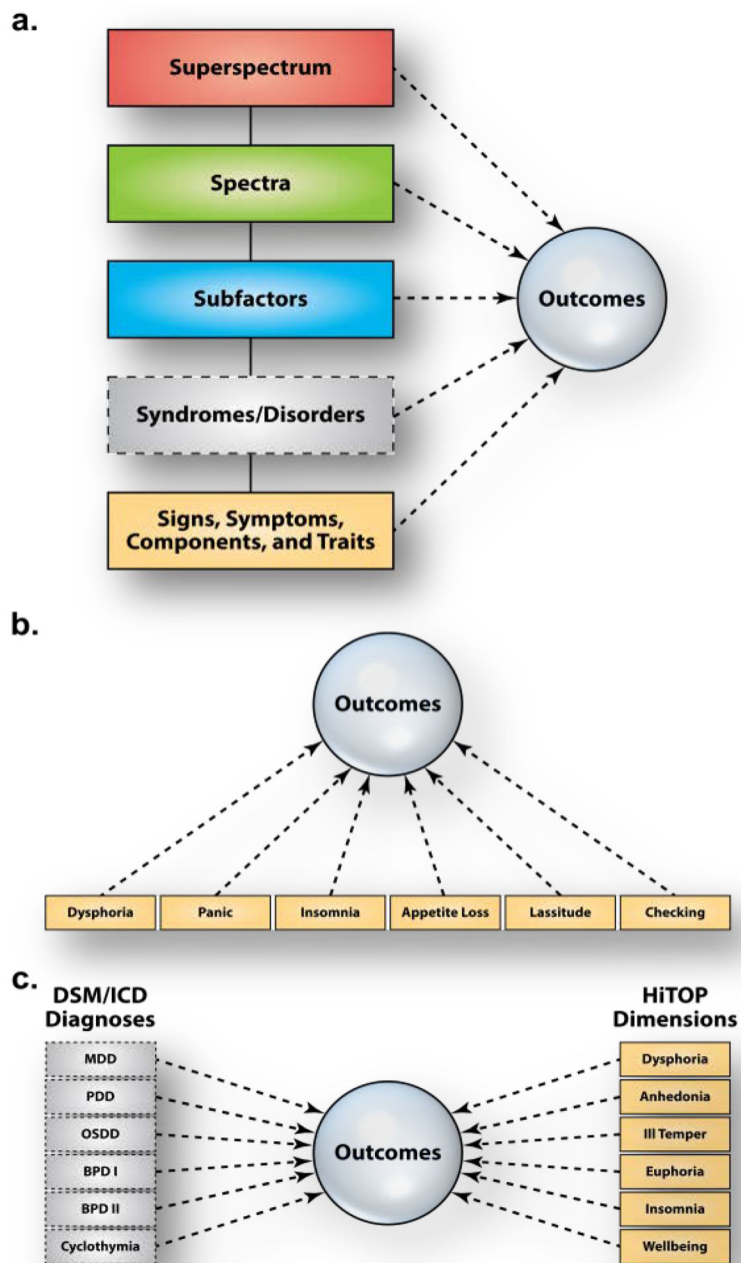 a.
Superspectrum
Spectra
Subfactors
Outcomes
Syndromes/Disorders
Signs, Symptoms,
Components, and Traits
b.
Outcomes
Dysphoria
Panic
Insomnia
Appetite Loss
Lassitude
Checking
c.
DSM/ICD
Diagnoses
MDD
PDD
OSDD
BPD I
BPD II
Cyclothymia
Outcomes
HiTOP
Dimensions
Dysphoria
Anhedonia
Ill Temper
Euphoria
Insomnia
Wellbeing